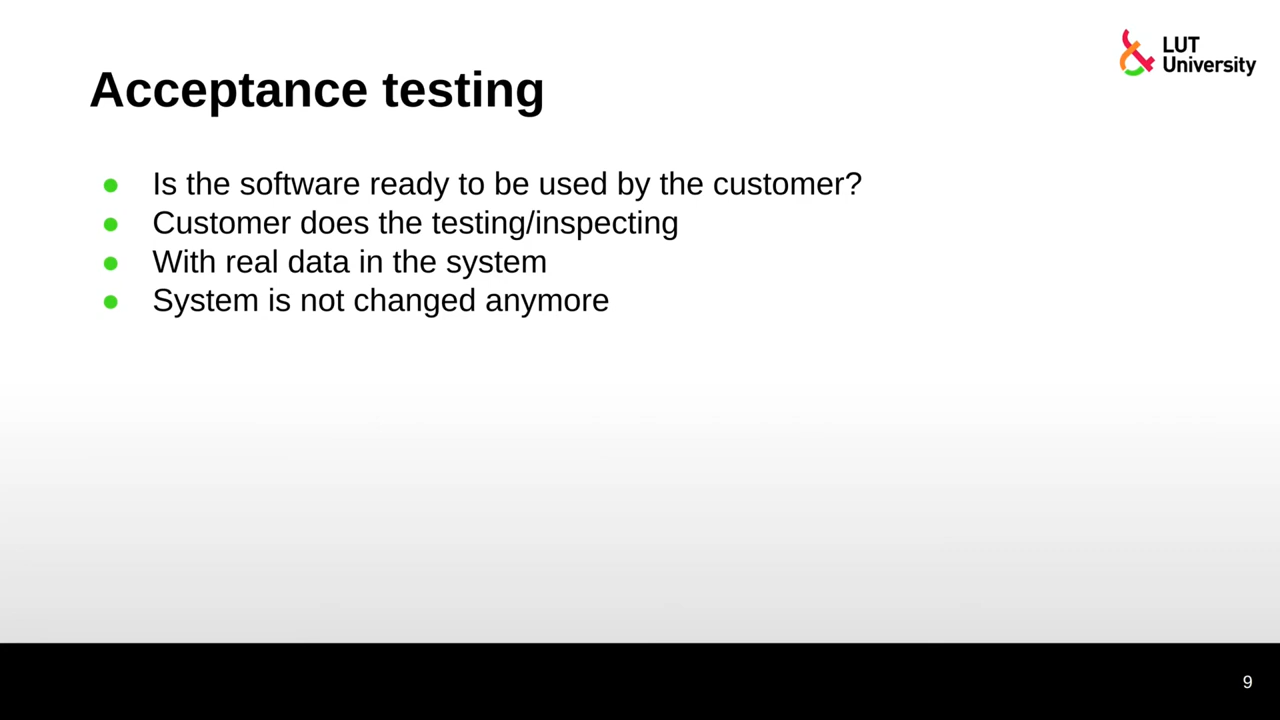 LUT
University
Acceptance testing
Is the software ready to be used by the customer?
Customer does the testing/inspecting
With real data in the system
System is not changed anymore
9